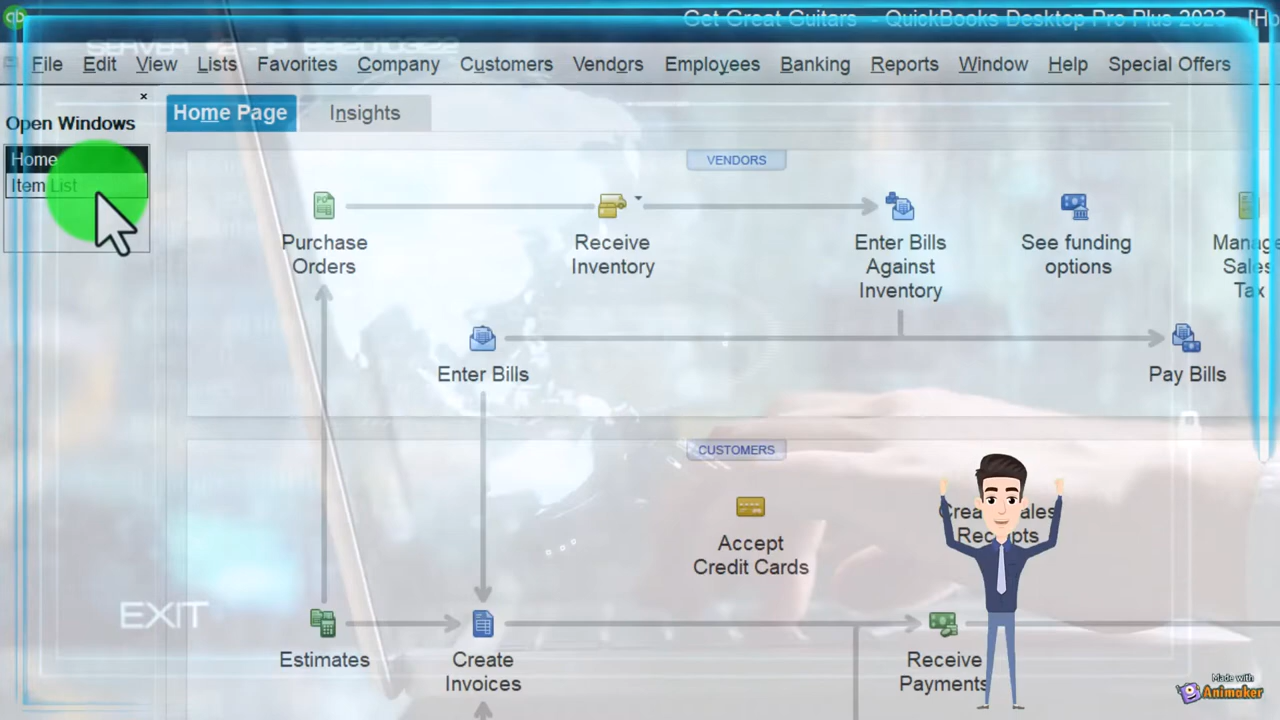 Get Great Guitars - QuickBooks Desktop Pro Plus 2023 - [Ho
File Edit View Lists Favorites Company Customers Vendors Employees Banking Reports Window Help Special Offers
Open Windows
Home Page
Insights
Home
Item List
VENDORS
Purchase
Orders
Receive
Inventory
Enter Bills
Against
Inventory
See funding
options
Manage
Sales
Tax
Enter Bills
Pay Bills
CUSTOMERS
Accept
Credit Cards
Create Sales
Receipts
EXIT
Estimates
Create
Invoices
Receive
Payments
Made with
Animaker